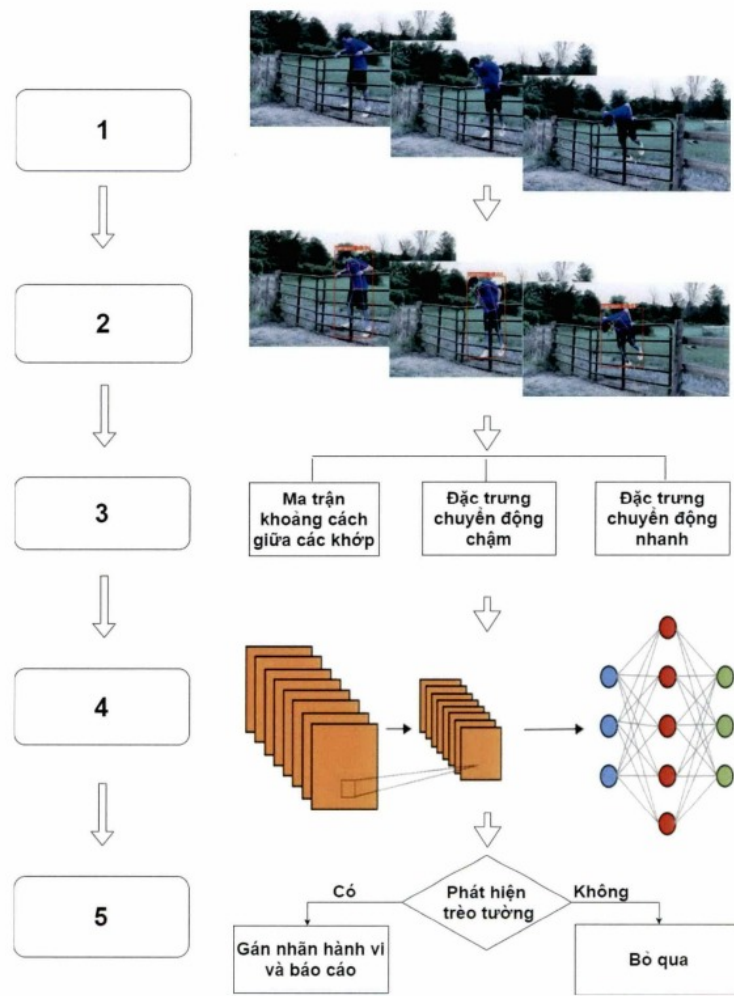 1
2
3
Ma trận
khoảng cách
giữa các khớp
Đặc trưng
chuyển động
chậm
Đặc trưng
chuyển động
nhanh
4
5
Có
Phát hiện
trèo tường
Không
Gán nhãn hành vi
và báo cáo
Bỏ qua